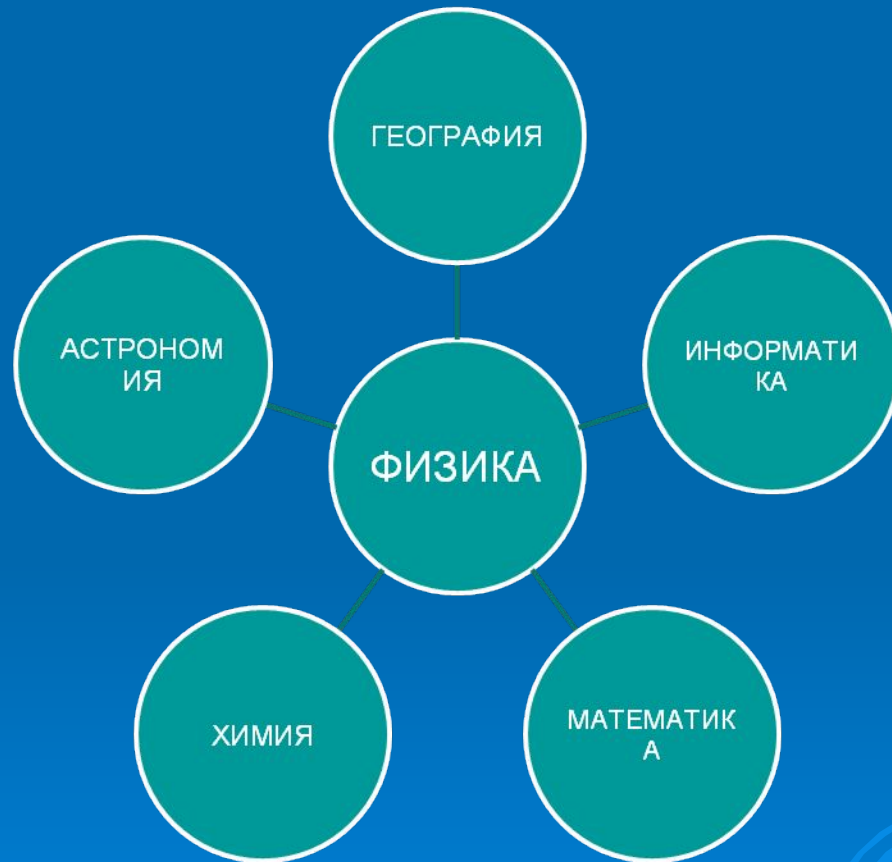 ГЕОГРАФИЯ
АСТРОНОМ
ИЯ
ИНФОРМАТИ
КА
ФИЗИКА
ХИМИЯ
МАТЕМАТИК
А